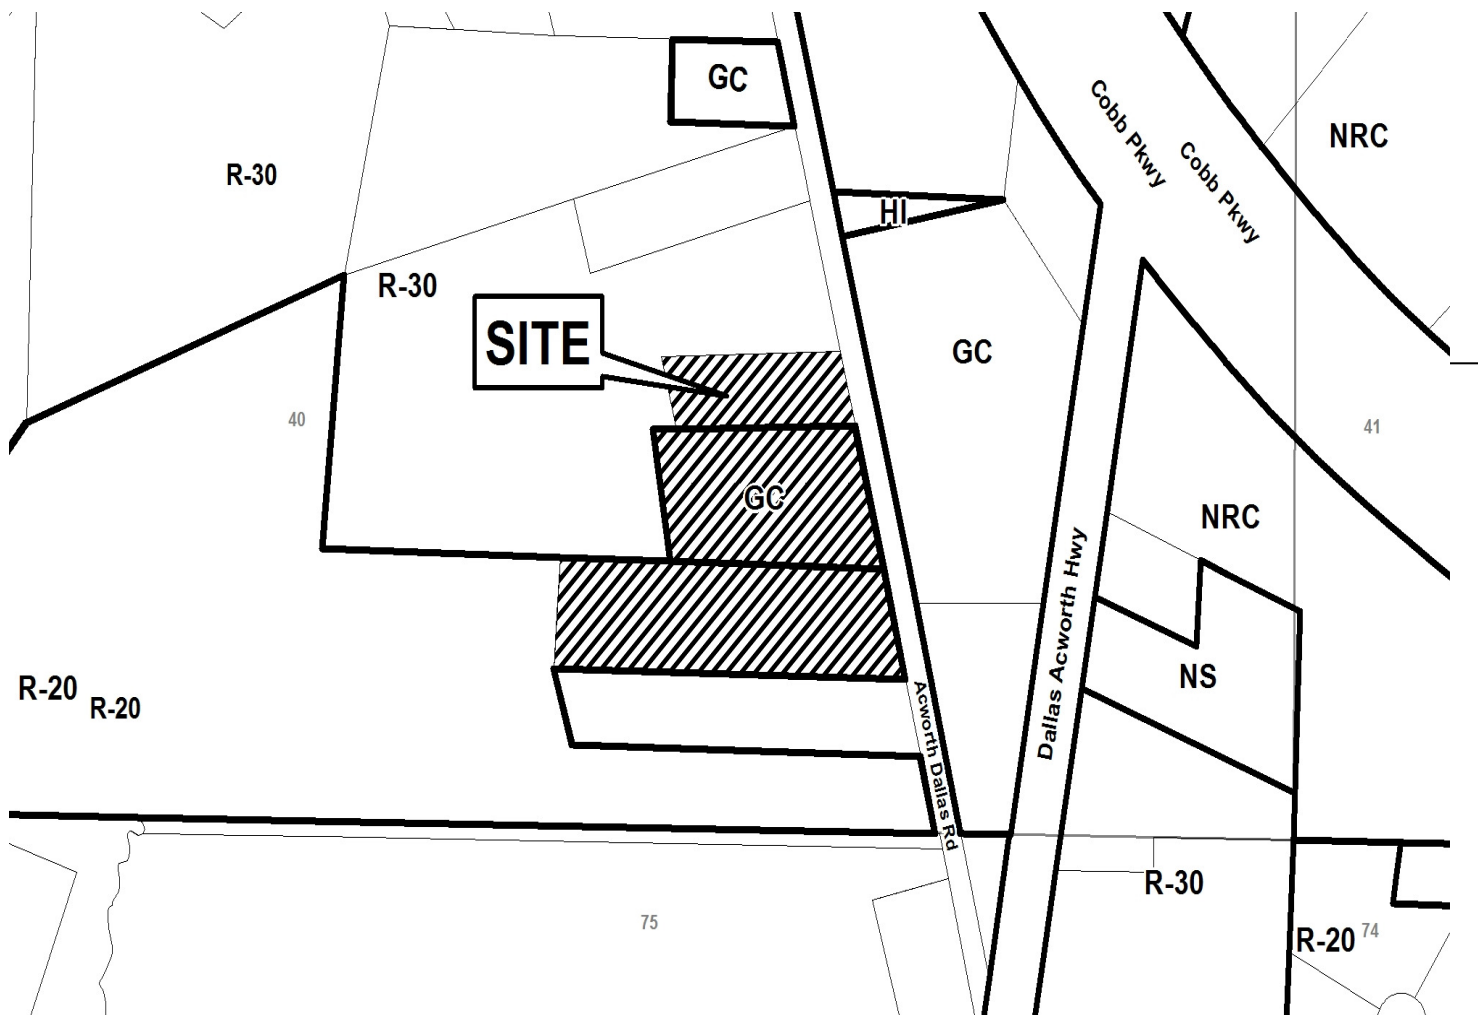 GC
NRC
Cobb Pkwy
Cobb Pkwy
R-30
HI
R-30
SITE
GC
40
41
GC
NRC
Dallas Acworth Hwy
NS
R-20
R-20
Acworth Dallas Rd
R-30
75
R-20
74